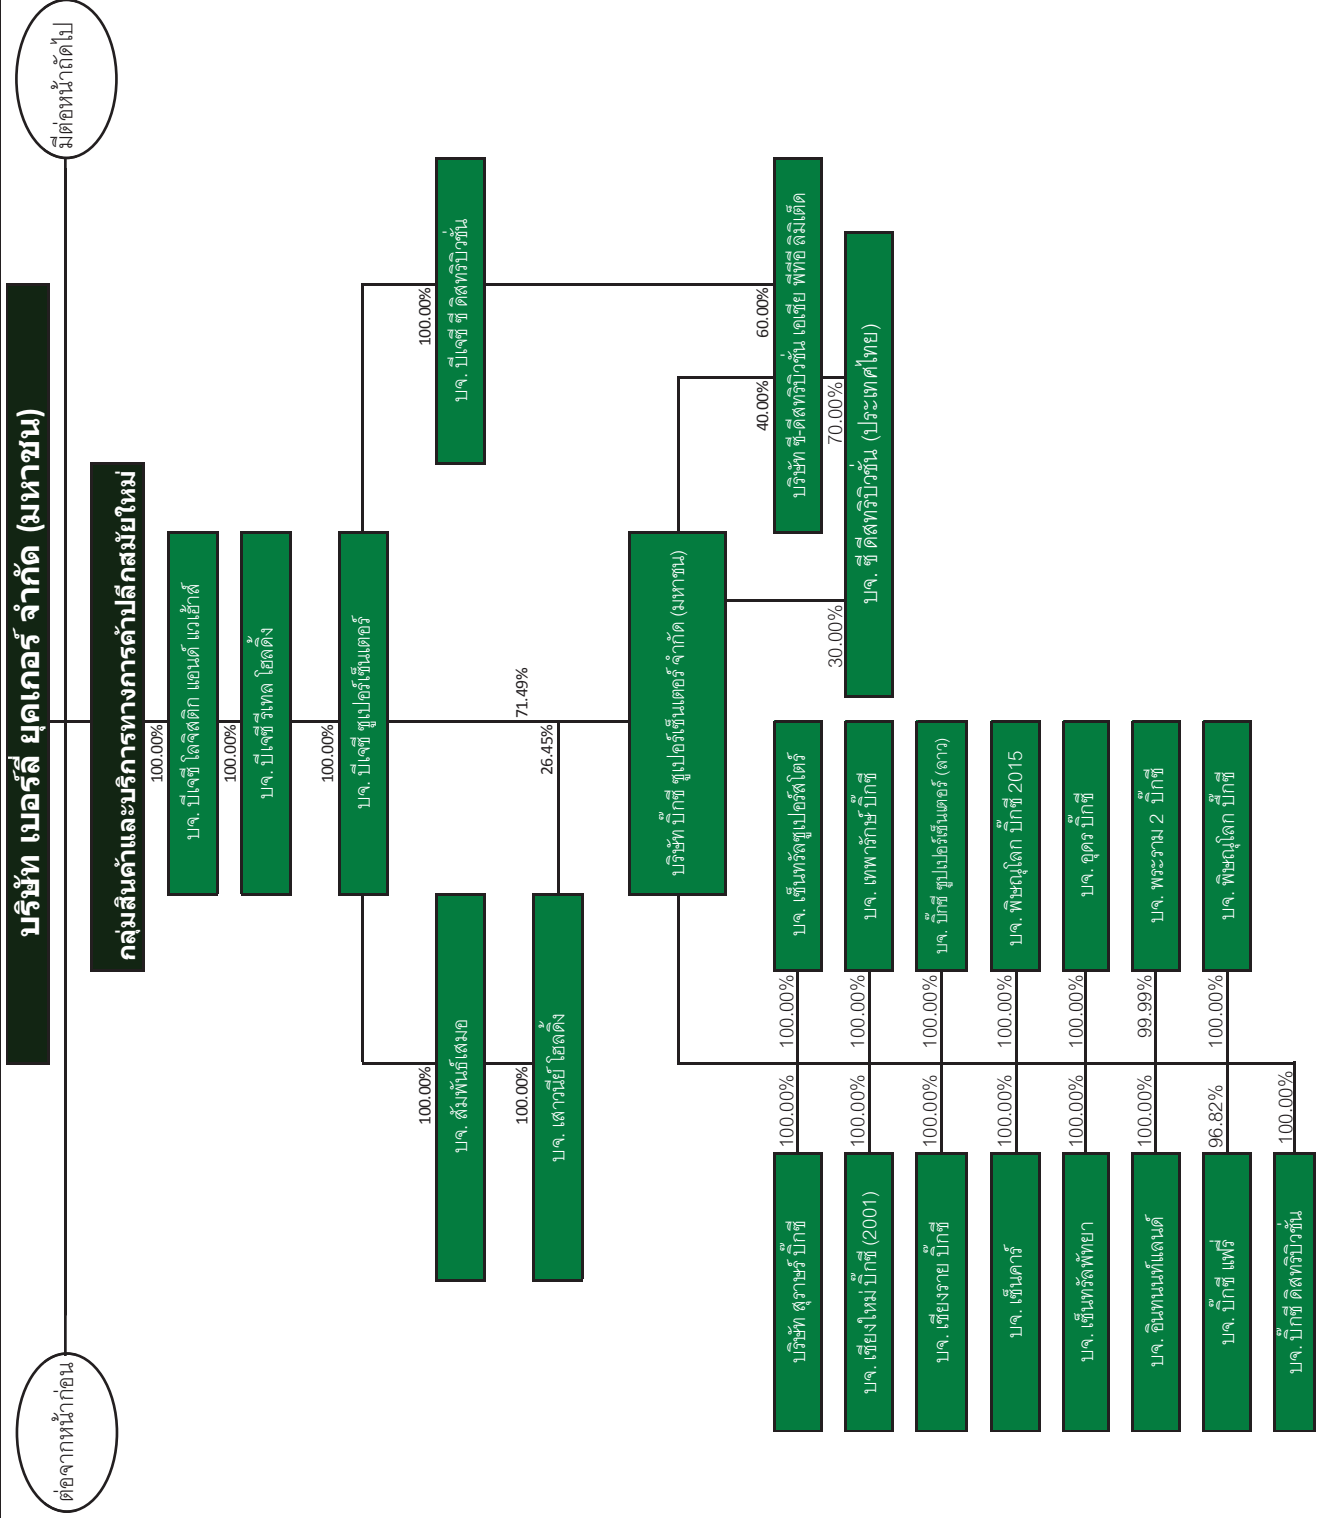 บริษัท เบอร์ลี่ ยุคเกอร์ จำกัด (มหาชน)
ต่อจากหน้าก่อน
มีต่อหน้าถัดไป
กลุ่มสินค้าและบริการทางการค้าปลีกสมัยใหม่
100.00%
บจ. บีเจซี โลจิสติก แอนด์ แวเฮ้าส์
100.00%
บจ. บีเจซี รีเทล โฮลดิ้ง
100.00%
บจ. บีเจซี ซูเปอร์เซ็นเตอร์
100.00%
100.00%
บจ. สัมพันธ์เสมอ
บจ. บีเจซี ซี ดิสทริบิวชั่น
100.00%
71.49%
บจ. เสาวนีย์ โฮลดิ้ง
26.45%
บริษัท บิ๊กซี ซูเปอร์เซ็นเตอร์ จำกัด (มหาชน)
40.00%
60.00%
บริษัท ซี-ดิสทริบิวชั่น เอเชีย พีทีอี ลิมิเต็ด
30.00%
70.00%
บจ. ซี ดิสทริบิวชั่น (ประเทศไทย)
บริษัท สุราษร์ บิ๊กซี
100.00%
100.00%
บจ. เซ็นทรัลซูเปอร์สโตร์
บจ. เชียงใหม่ บิ๊กซี (2001)
100.00%
100.00%
บจ. เทพารักษ์ บิ๊กซี
บจ. เชียงราย บิ๊กซี
100.00%
100.00%
บจ. บิ๊กซี ซูปเปอร์เซ็นเตอร์ (ลาว)
บจ. เซ็นคาร์
100.00%
100.00%
บจ. พิษณุโลก บิ๊กซี 2015
บจ. เซ็นทรัลพัทยา
100.00%
100.00%
บจ. อุดร บิ๊กซี
บจ. อินทนนท์แลนด์
100.00%
99.99%
บจ. พระราม 2 บิ๊กซี
บจ. บิ๊กซี แฟรี่
96.82%
100.00%
บจ. พิษณุโลก บิ๊กซี
บจ. บิ๊กซี ดิสทริบิวชั่น
100.00%